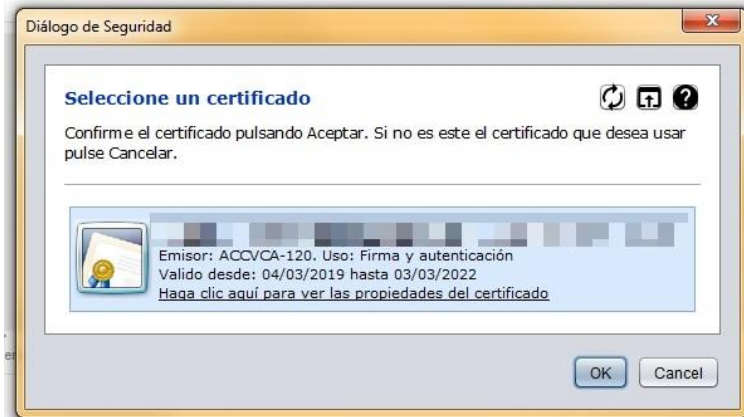 Diálogo de Seguridad
Seleccione un certificado
Confirme el certificado pulsando Aceptar. Si no es este el certificado que desea usar
pulse Cancelar.
Emisor: ACCVCA-120. Uso: Firma y autenticación
Valido desde: 04/03/2019 hasta 03/03/2022
Haga clic aquí para ver las propiedades del certificado
OK
Cancel